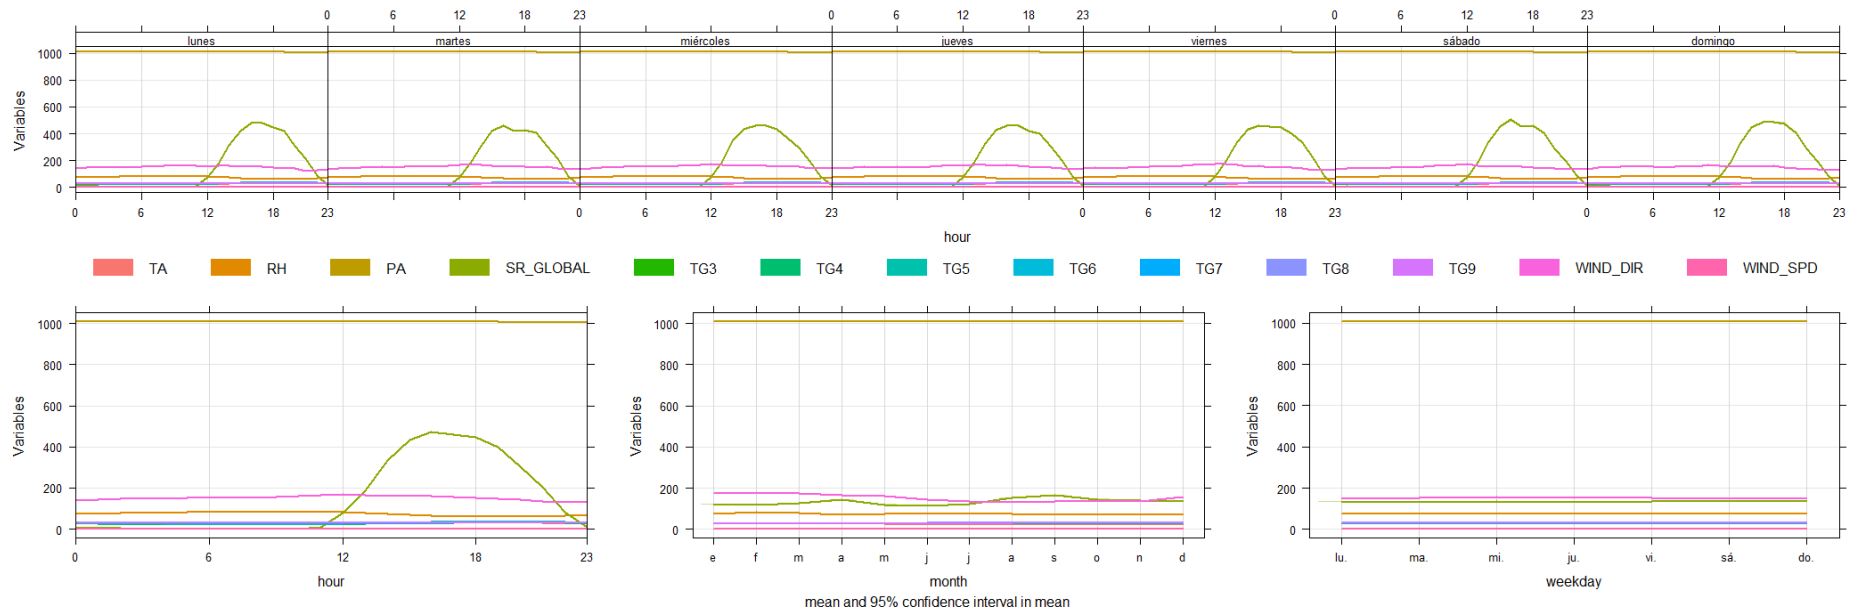 0 6 12 18 23 0 6 12 18 23 0 6 12 18 23
lunes martes miércoles jueves viernes sábado domingo
1000
800
600
400
200
0
Variables
0 6 12 18 23 0 6 12 18 23 0 6 12 18 23 0 6 12 18 23
hour
TA RH PA SR_GLOBAL TG3 TG4 TG5 TG6 TG7 TG8 TG9 WIND_DIR WIND_SPD
1000
800
600
400
200
0
Variables
0 6 12 18 23
hour
1000
800
600
400
200
0
Variables
e f m a m j j a s o n d
month
1000
800
600
400
200
0
Variables
lu. ma. mi. ju. vi. sá. do.
weekday
mean and 95% confidence interval in mean